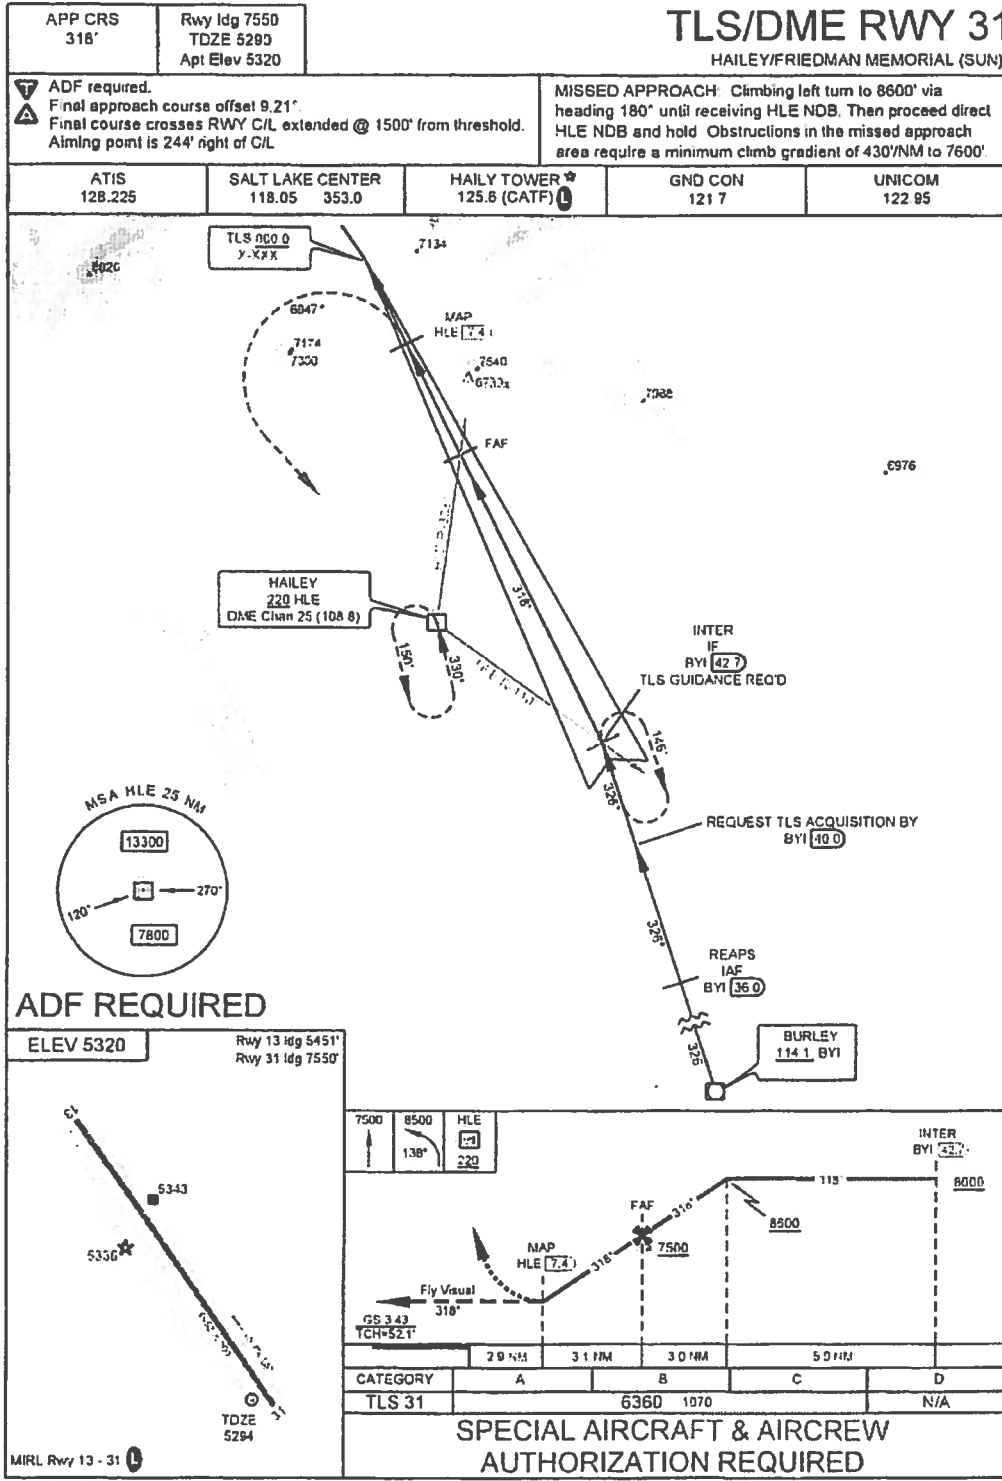 APP CRS
318°
Rwy ldg 7550
TDZE 5290
Apt Elev 5320
TLS/DME RWY 31
HAILEY/FRIEDMAN MEMORIAL (SUN)
T
A
ADF required.
Final approach course offset 9.21°.
Final course crosses RWY C/L extended @ 1500' from threshold.
Aiming point is 244' right of C/L
MISSED APPROACH: Climbing left turn to 8600' via
heading 180° until receiving HLE NDB. Then proceed direct
HLE NDB and hold Obstructions in the missed approach
area require a minimum climb gradient of 430'/NM to 7600'.
ATIS
128.225
SALT LAKE CENTER
118.05 353.0
HAILY TOWER
125.6 (CATF) L
GND CON
121 7
UNICOM
122 95
TLS 000 0
7134
6047°
MAP
HLE 7.4
7174
7540
FAF
6976
HAILEY
220 HLE
DME Chan 25 (108 8)
318°
150°
330°
INTER
IF
BYI 42 7
TLS GUIDANCE REQ'D
146°
326°
REQUEST TLS ACQUISITION BY
BYI 40 0
MSA HLE 25 NM
13300
120°
270°
7800
326°
REAPS
IAF
BYI 36 0
326
BURLEY
114.1 BYI
ADF REQUIRED
ELEV 5320
Rwy 13 ldg 5451'
Rwy 31 ldg 7550'
13
5343
31
TDZE
5294
MIRL Rwy 13 - 31 L
7500
8500
138°
HLE
220
INTER
BYI
8000
318°
8600
FAF
7500
MAP
HLE 7.4
318°
Fly Visual
318°
GS 3 43
TCH=52.1'
2 9 NM
3 1 NM
3 0 NM
5 9 NM
CATEGORY A B C D
TLS 31 6360 1070 N/A
SPECIAL AIRCRAFT & AIRCREW
AUTHORIZATION REQUIRED